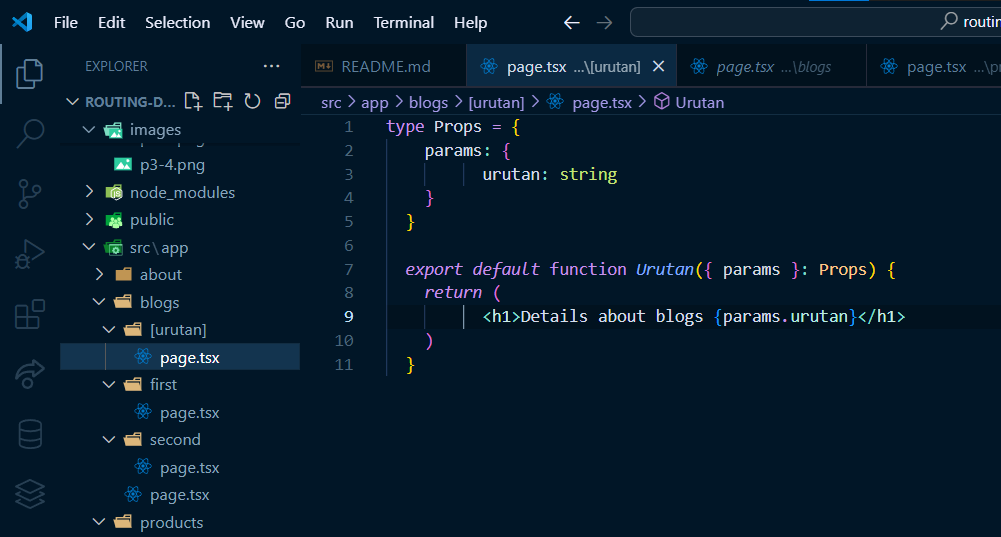 File Edit Selection View Go Run Terminal Help routin
EXPLORER ...
README.md page.tsx ...\[urutan] page.tsx ...\blogs page.tsx ...\pr
ROUTING-D...
src > app > blogs > [urutan] > page.tsx > Urutan
images
p3-4.png
node_modules
public
src\app
about
blogs
[urutan]
page.tsx
first
page.tsx
second
page.tsx
page.tsx
products
1 type Props = {
2 params: {
3 urutan: string
4 }
5 }
6
7 export default function Urutan({ params }: Props) {
8 return (
9 <h1>Details about blogs {params.urutan}</h1>
10 )
11 }